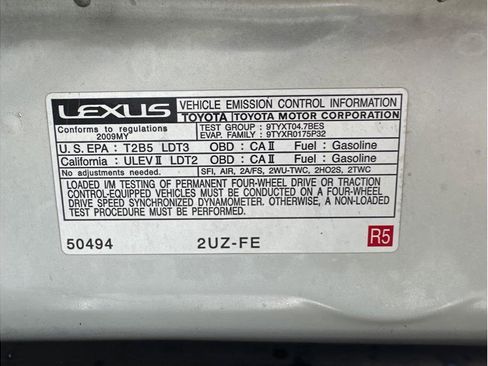 LEXUS VEHICLE EMISSION CONTROL INFORMATION
TOYOTA TOYOTA MOTOR CORPORATION
Conforms to regulations
2009MY
TEST GROUP : 9TYXT04.7BES
EVAP. FAMILY : 9TYXR0175P32
U.S. EPA : T2B5 LDT3 OBD : CA II Fuel : Gasoline
California : ULEV II LDT2 OBD : CA II Fuel : Gasoline
No adjustments needed. SFI, AIR, 2A/FS, 2WU-TWC, 2HO2S, 2TWC
LOADED I/M TESTING OF PERMANENT FOUR-WHEEL DRIVE OR TRACTION
CONTROL-EQUIPPED VEHICLES MUST BE CONDUCTED ON A FOUR-WHEEL
DRIVE SPEED SYNCHRONIZED DYNAMOMETER. OTHERWISE, A NON-LOADED
TEST PROCEDURE MUST BE PERFORMED.
50494 2UZ-FE R5